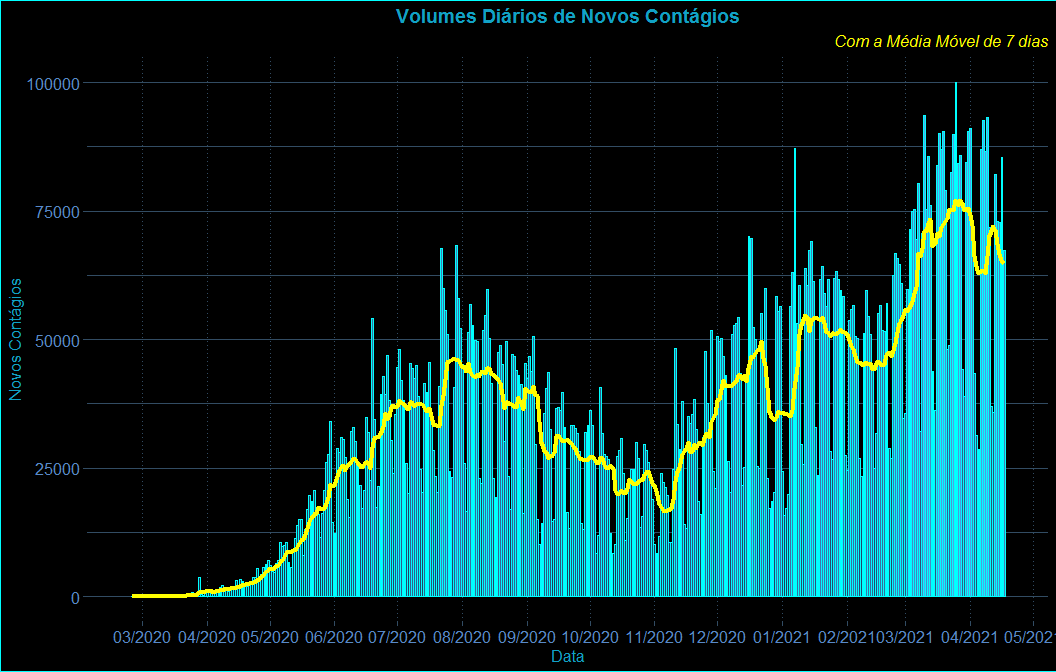 Volumes Diários de Novos Contágios
Com a Média Móvel de 7 dias
Novos Contágios
100000
75000
50000
25000
0
03/2020 04/2020 05/2020 06/2020 07/2020 08/2020 09/2020 10/2020 11/2020 12/2020 01/2021 02/2021 03/2021 04/2021 05/2021
Data